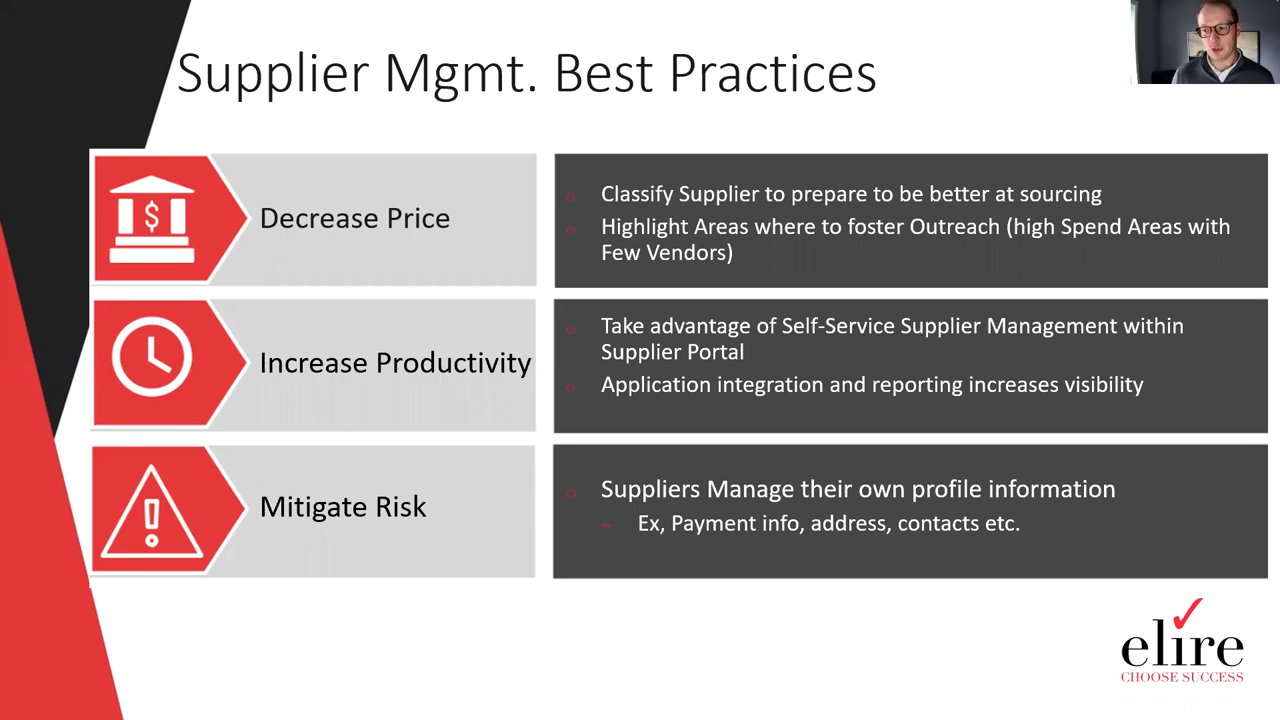 Supplier Mgmt. Best Practices
$
Decrease Price
Classify Supplier to prepare to be better at sourcing
Highlight Areas where to foster Outreach (high Spend Areas with
Few Vendors)
Increase Productivity
Take advantage of Self-Service Supplier Management within
Supplier Portal
Application integration and reporting increases visibility
Mitigate Risk
Suppliers Manage their own profile information
Ex, Payment info, address, contacts etc.
elire
CHOOSE SUCCESS